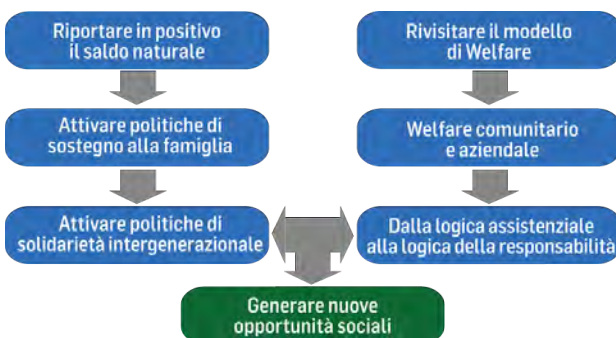 Riportare in positivo
il saldo naturale
Rivisitare il modello
di Welfare
Attivare politiche di
sostegno alla famiglia
Welfare comunitario
e aziendale
Attivare politiche di
solidarietà intergenerazionale
Dalla logica assistenziale
alla logica della responsabilità
Generare nuove
opportunità sociali